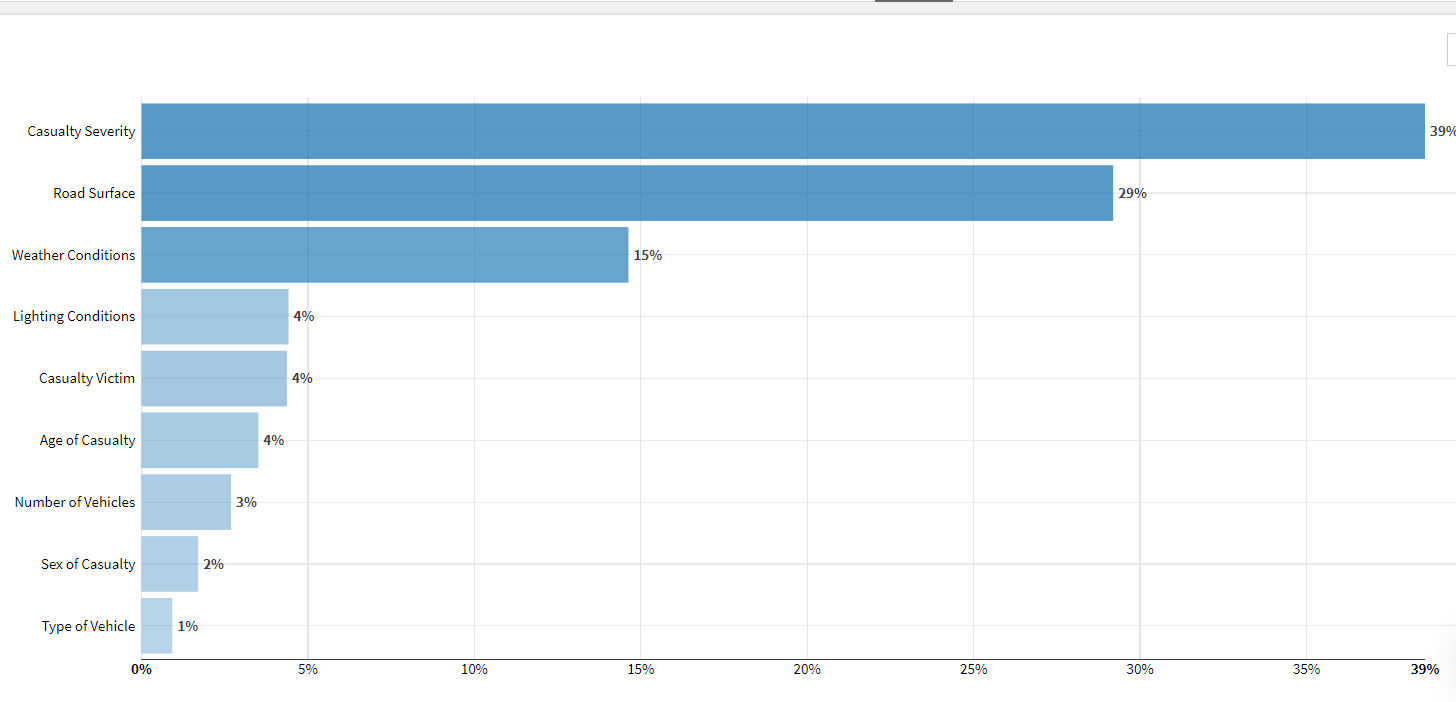 Casualty Severity 39%
Road Surface 29%
Weather Conditions 15%
Lighting Conditions 4%
Casualty Victim 4%
Age of Casualty 4%
Number of Vehicles 3%
Sex of Casualty 2%
Type of Vehicle 1%
0% 5% 10% 15% 20% 25% 30% 35% 39%